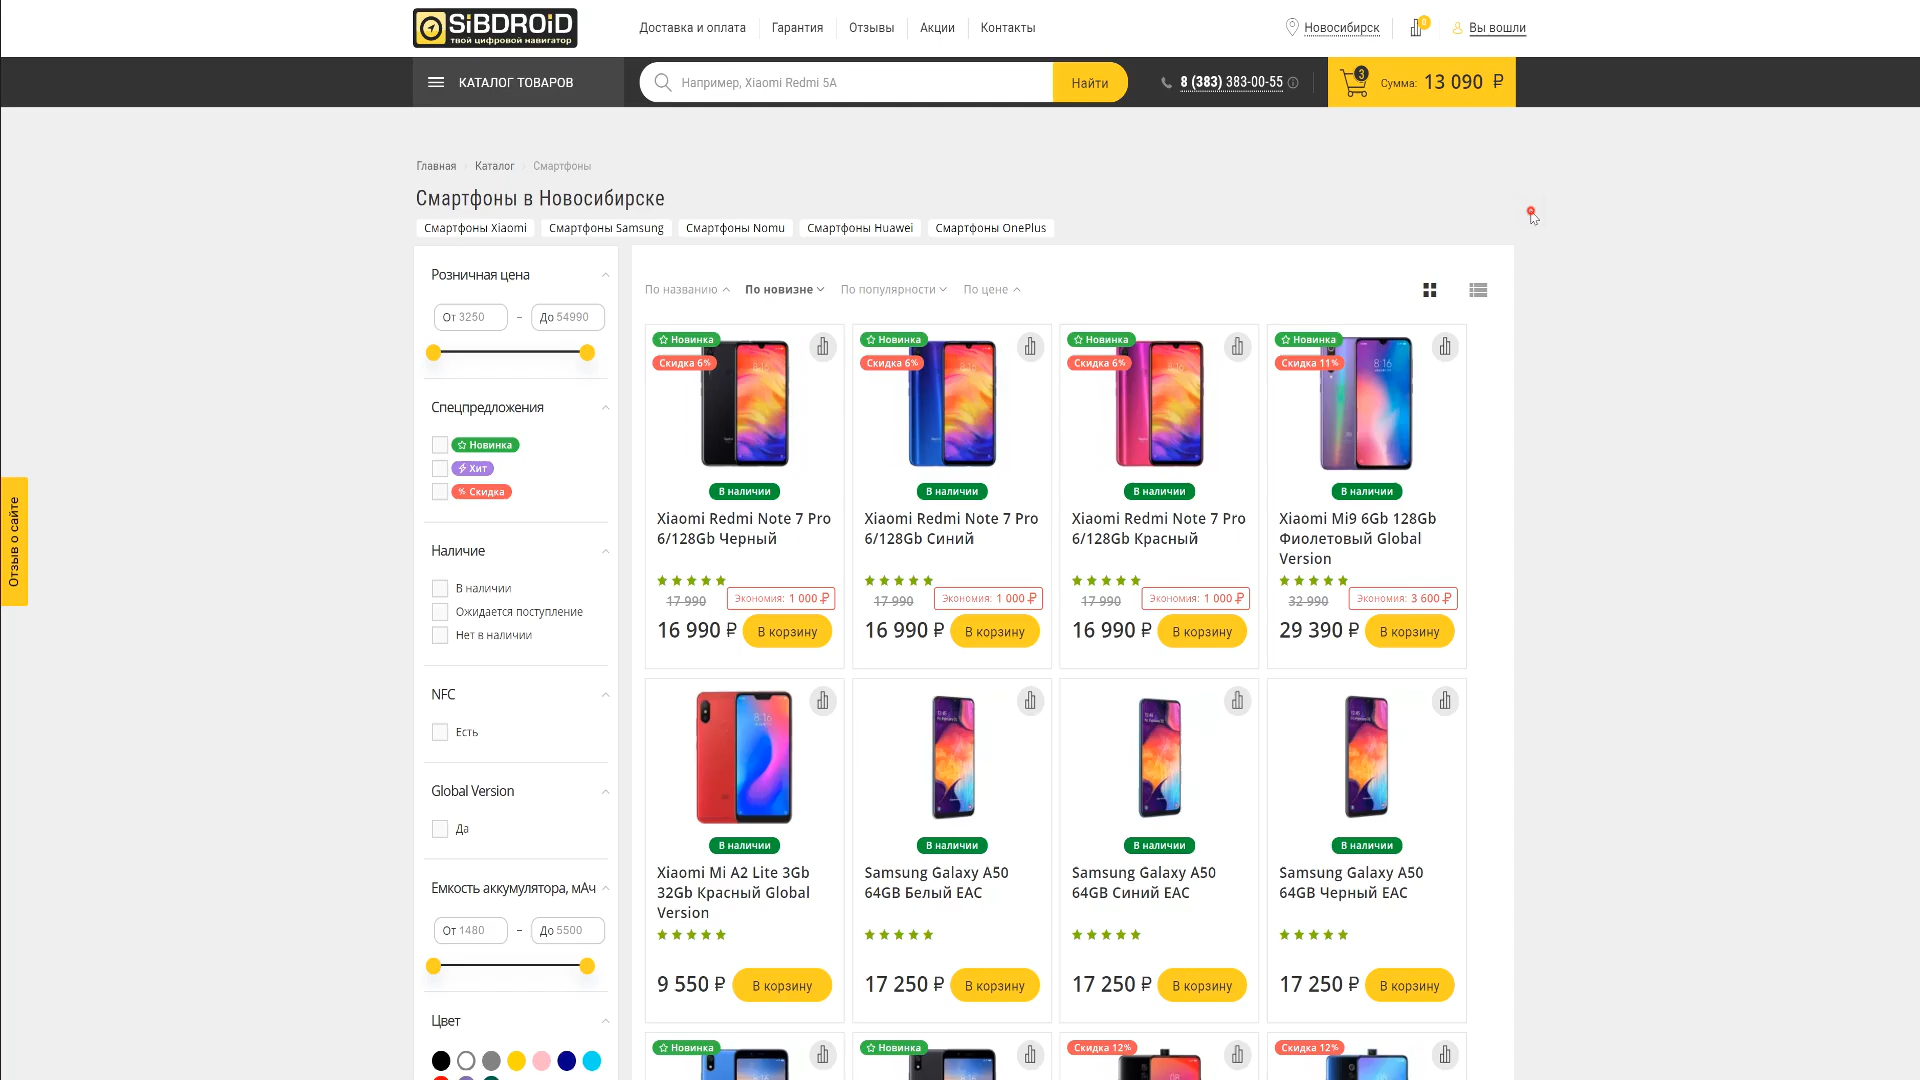 SiBDROiD
твой цифровой навигатор
Доставка и оплата
Гарантия
Отзывы
Акции
Контакты
Новосибирск
0
Вы вошли
КАТАЛОГ ТОВАРОВ
Например, Xiaomi Redmi 5A
Найти
8 (383) 383-00-55
3
Сумма: 13 090 ₽
Главная
Каталог
Смартфоны
Смартфоны в Новосибирске
Смартфоны Xiaomi
Смартфоны Samsung
Смартфоны Nomu
Смартфоны Huawei
Смартфоны OnePlus
Розничная цена
От 3250 – До 54990
Спецпредложения
Новинка
Хит
% Скидка
Наличие
В наличии
Ожидается поступление
Нет в наличии
NFC
Есть
Global Version
Да
Емкость аккумулятора, мАч
От 1480 – До 5500
Цвет
Отзыв о сайте
По названию
По новизне
По популярности
По цене
Новинка
Скидка 6%
В наличии
Xiaomi Redmi Note 7 Pro
6/128Gb Черный
17 990
Экономия: 1 000 ₽
16 990 ₽
В корзину
Новинка
Скидка 6%
В наличии
Xiaomi Redmi Note 7 Pro
6/128Gb Синий
17 990
Экономия: 1 000 ₽
16 990 ₽
В корзину
Новинка
Скидка 6%
В наличии
Xiaomi Redmi Note 7 Pro
6/128Gb Красный
17 990
Экономия: 1 000 ₽
16 990 ₽
В корзину
Новинка
Скидка 11%
8:16
В наличии
Xiaomi Mi9 6Gb 128Gb
Фиолетовый Global
Version
32 990
Экономия: 3 600 ₽
29 390 ₽
В корзину
8:16
В наличии
Xiaomi Mi A2 Lite 3Gb
32Gb Красный Global
Version
9 550 ₽
В корзину
В наличии
Samsung Galaxy A50
64GB Белый EAC
17 250 ₽
В корзину
В наличии
Samsung Galaxy A50
64GB Синий EAC
17 250 ₽
В корзину
В наличии
Samsung Galaxy A50
64GB Черный EAC
17 250 ₽
В корзину
Новинка
Новинка
Скидка 12%
Скидка 12%